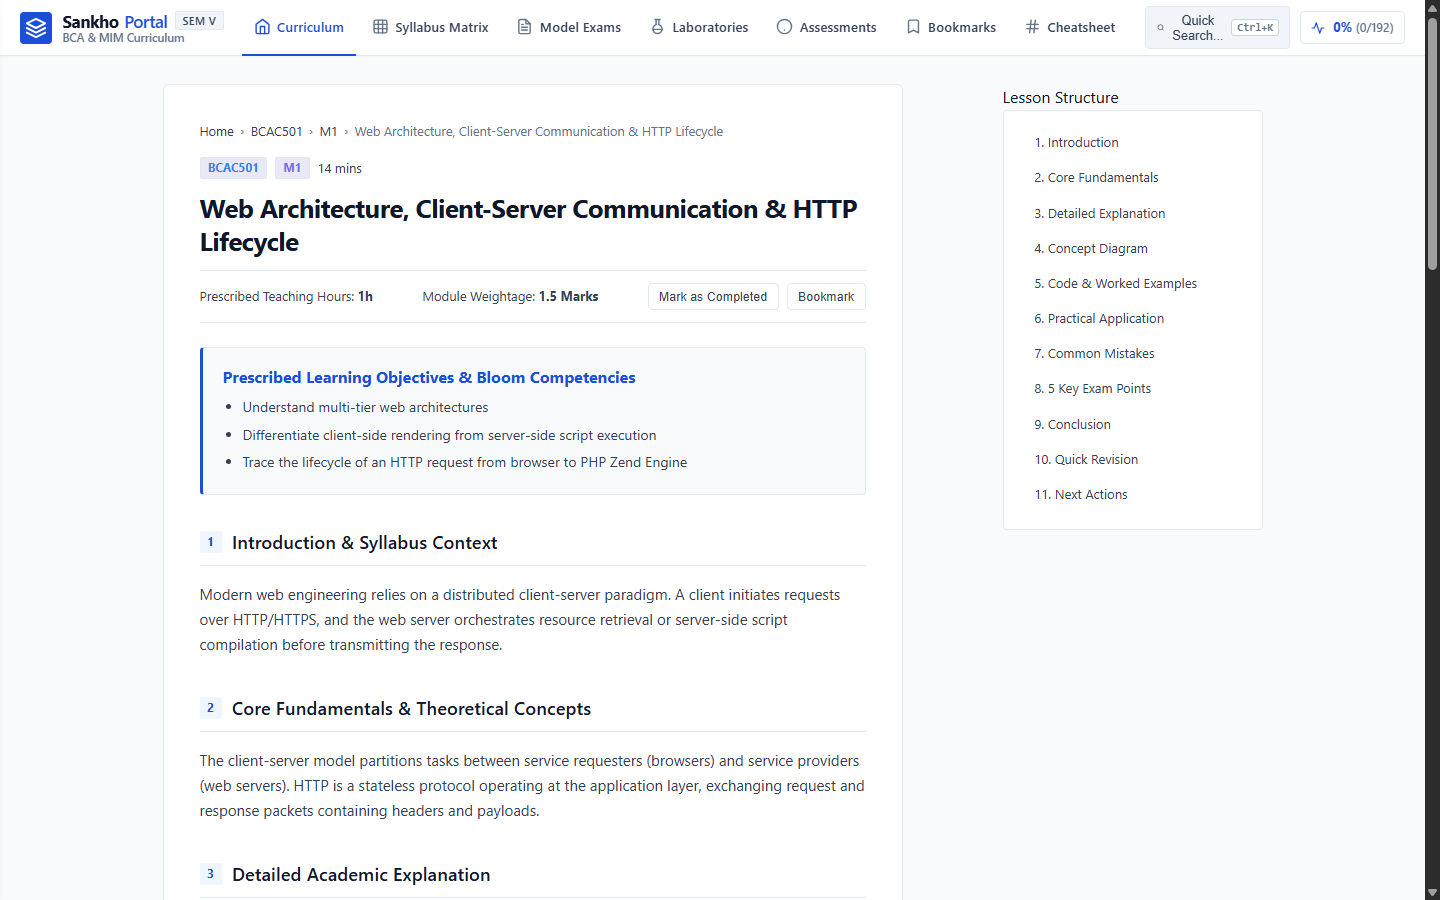 Sankho Portal SEM V
BCA & MIM Curriculum
Curriculum
Syllabus Matrix
Model Exams
Laboratories
Assessments
Bookmarks
Cheatsheet
Quick
Search... Ctrl+K
0% (0/192)
Home › BCAC501 › M1 › Web Architecture, Client-Server Communication & HTTP Lifecycle
BCAC501 M1 14 mins
Web Architecture, Client-Server Communication & HTTP
Lifecycle
Prescribed Teaching Hours: 1h
Module Weightage: 1.5 Marks
Mark as Completed
Bookmark
Prescribed Learning Objectives & Bloom Competencies
• Understand multi-tier web architectures
• Differentiate client-side rendering from server-side script execution
• Trace the lifecycle of an HTTP request from browser to PHP Zend Engine
1 Introduction & Syllabus Context
Modern web engineering relies on a distributed client-server paradigm. A client initiates requests
over HTTP/HTTPS, and the web server orchestrates resource retrieval or server-side script
compilation before transmitting the response.
2 Core Fundamentals & Theoretical Concepts
The client-server model partitions tasks between service requesters (browsers) and service providers
(web servers). HTTP is a stateless protocol operating at the application layer, exchanging request and
response packets containing headers and payloads.
3 Detailed Academic Explanation
Lesson Structure
1. Introduction
2. Core Fundamentals
3. Detailed Explanation
4. Concept Diagram
5. Code & Worked Examples
6. Practical Application
7. Common Mistakes
8. 5 Key Exam Points
9. Conclusion
10. Quick Revision
11. Next Actions